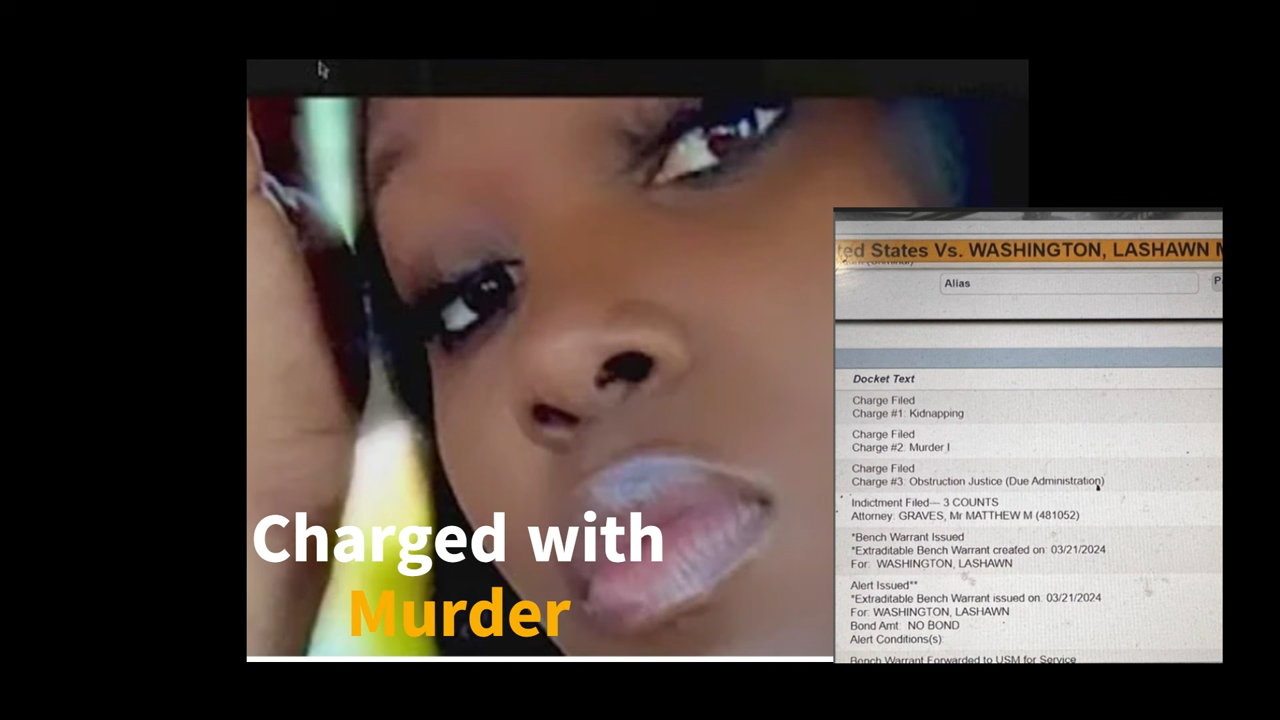 Charged with
Murder
ted States Vs. WASHINGTON, LASHAWN
Alias
P
Docket Text
Charge Filed
Charge #1: Kidnapping
Charge Filed
Charge #2: Murder I
Charge Filed
Charge #3: Obstruction Justice (Due Administration)
Indictment Filed--- 3 COUNTS
Attorney: GRAVES, Mr MATTHEW M (481052)
*Bench Warrant Issued
*Extraditable Bench Warrant created on: 03/21/2024
For: WASHINGTON, LASHAWN
Alert Issued**
*Extraditable Bench Warrant issued on: 03/21/2024
For: WASHINGTON, LASHAWN
Bond Amt: NO BOND
Alert Conditions(s):
Bench Warrant Forwarded to USM for Service